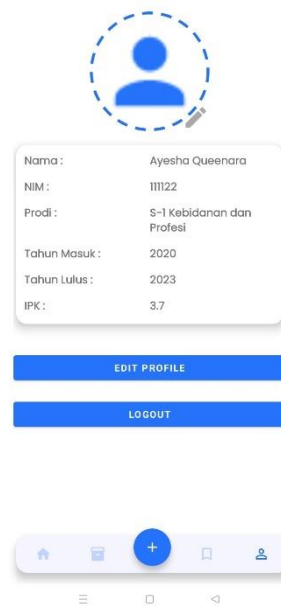 Nama : Ayesha Queenara
NIM : 111122
Prodi : S-1 Kebidanan dan
Profesi
Tahun Masuk : 2020
Tahun Lulus : 2023
IPK : 3.7
EDIT PROFILE
LOGOUT